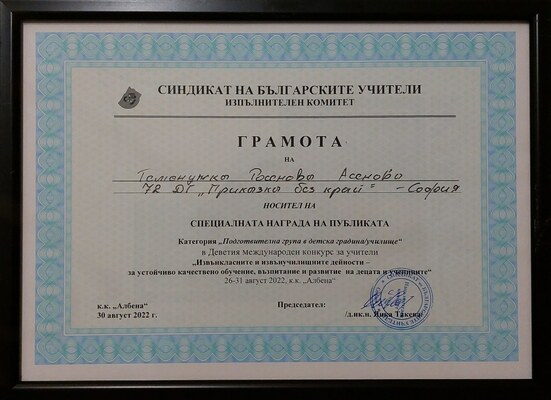 СИНДИКАТ НА БЪЛГАРСКИТЕ УЧИТЕЛИ
ИЗПЪЛНИТЕЛЕН КОМИТЕТ
ГРАМОТА
НА
Теменужка Росенова Асенова
72 ДГ „Приказка без край“ - София
НОСИТЕЛ НА
СПЕЦИАЛНАТА НАГРАДА НА ПУБЛИКАТА
Категория „Подготвителна група в детска градина/училище“
в Деветия международен конкурс за учители
„Извънкласните и извънучилищните дейности –
за устойчиво качествено обучение, възпитание и развитие на децата и учениците“
26-31 август 2022, к.к. „Албена“
к.к. „Албена“
30 август 2022 г.
Председател:
/д.ик.н. Янка Такева/